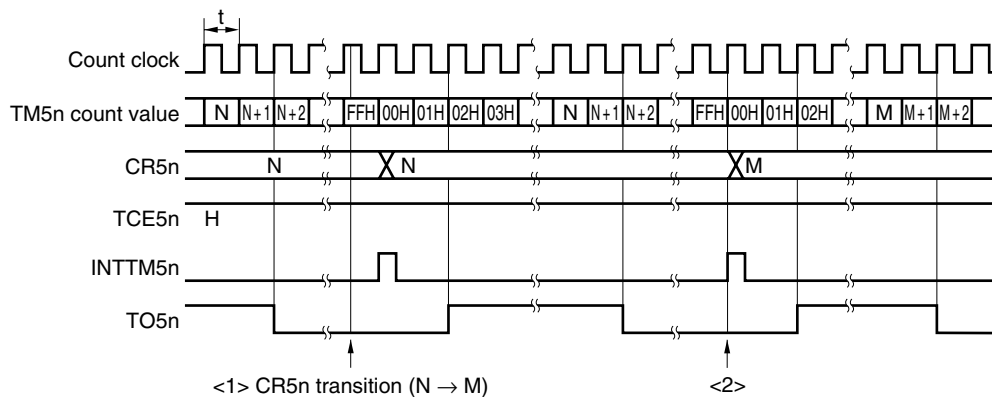 t
Count clock
TM5n count value N N+1 N+2 FFH 00H 01H 02H 03H N N+1 N+2 FFH 00H 01H 02H M M+1 M+2
CR5n N N M
TCE5n H
INTTM5n
TO5n
<1> CR5n transition (N → M) <2>